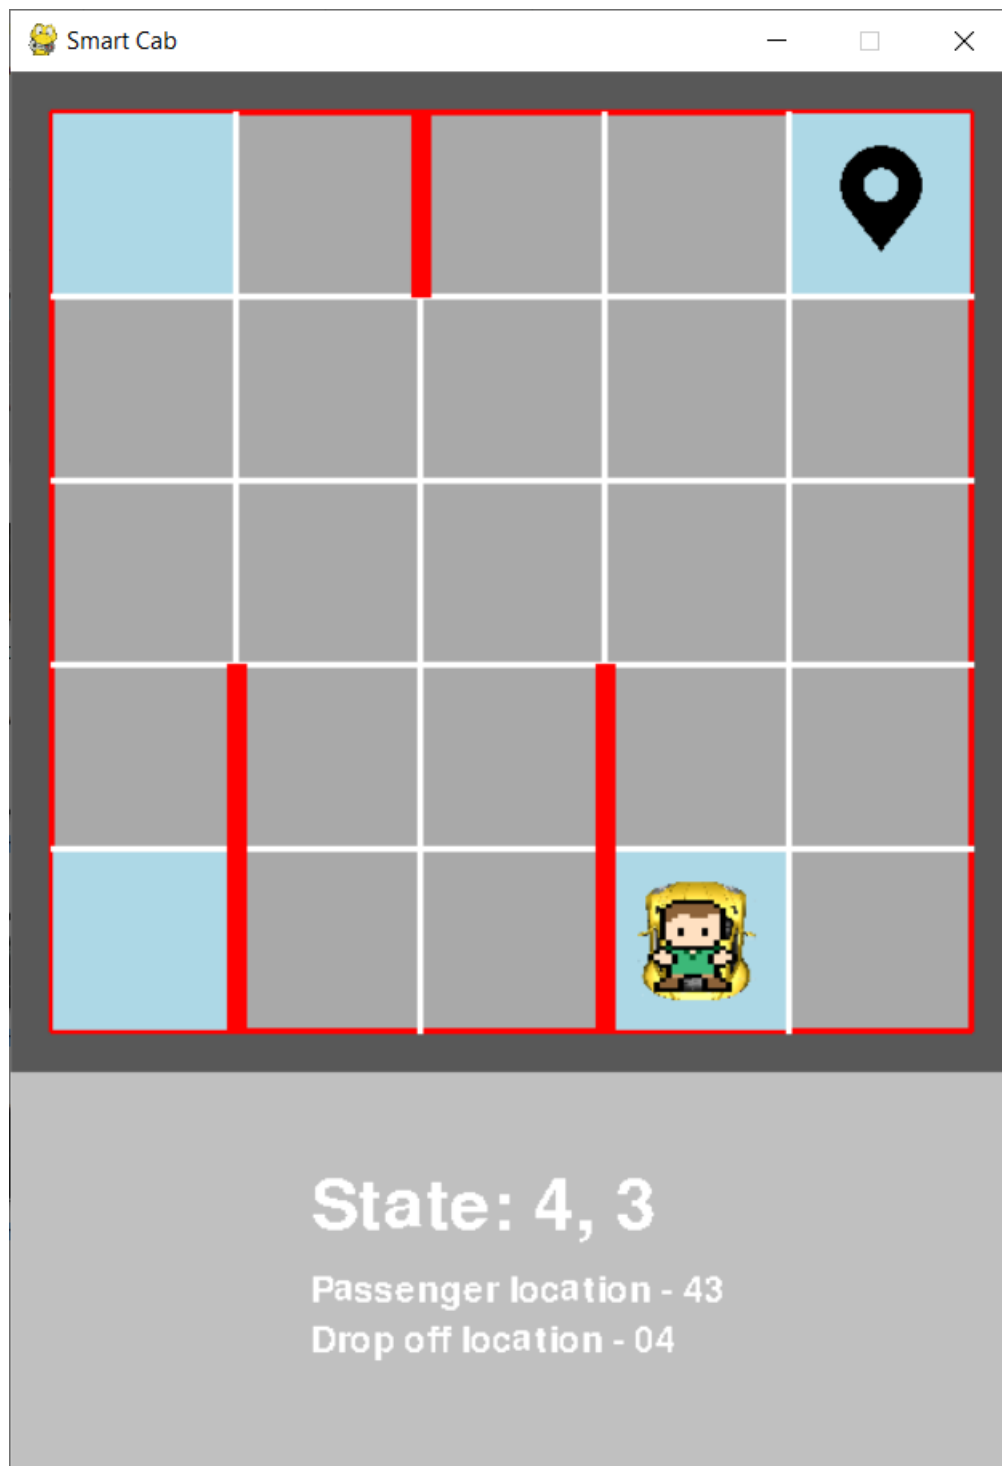 Smart Cab
State: 4, 3
Passenger location - 43
Drop off location - 04